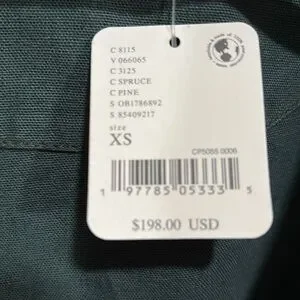 C 8115
V 066065
C 3125
C SPRUCE
C PINE
S OB1786892
S 85409217
size
XS
CP5055 0006
1 97785 05333 5
$198.00 USD